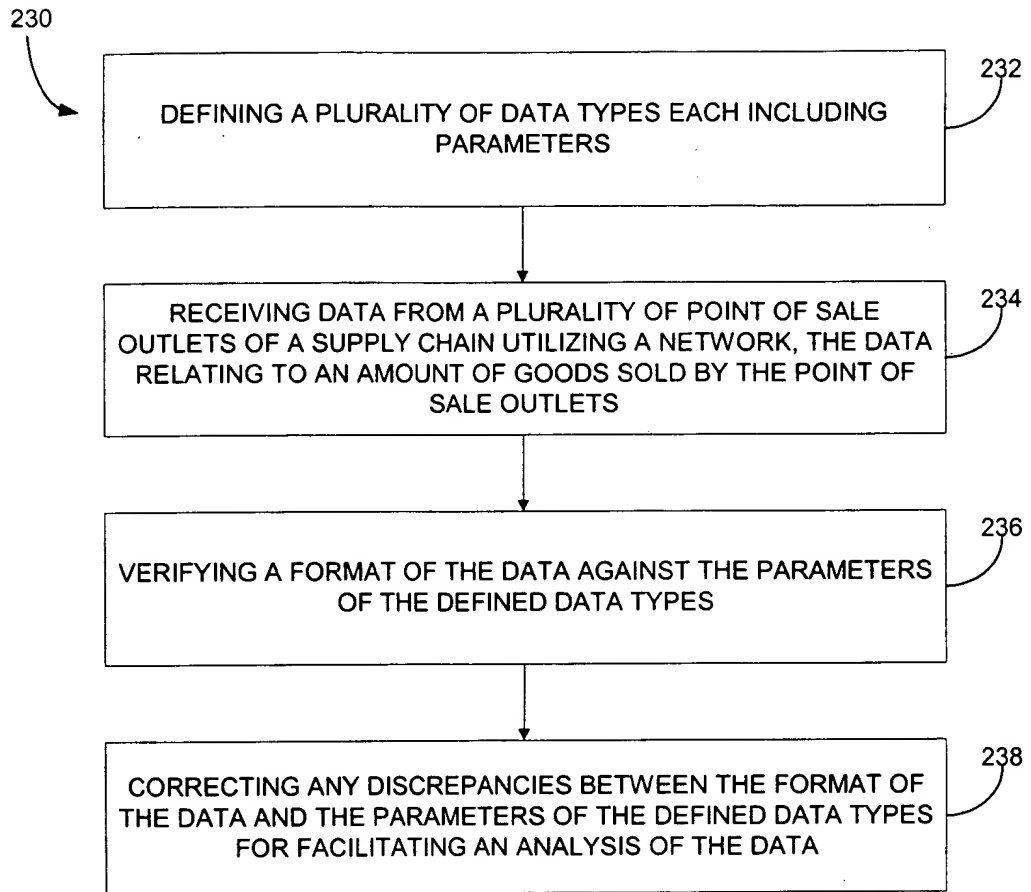 230
232
DEFINING A PLURALITY OF DATA TYPES EACH INCLUDING
PARAMETERS
234
RECEIVING DATA FROM A PLURALITY OF POINT OF SALE
OUTLETS OF A SUPPLY CHAIN UTILIZING A NETWORK, THE DATA
RELATING TO AN AMOUNT OF GOODS SOLD BY THE POINT OF
SALE OUTLETS
236
VERIFYING A FORMAT OF THE DATA AGAINST THE PARAMETERS
OF THE DEFINED DATA TYPES
238
CORRECTING ANY DISCREPANCIES BETWEEN THE FORMAT OF
THE DATA AND THE PARAMETERS OF THE DEFINED DATA TYPES
FOR FACILITATING AN ANALYSIS OF THE DATA